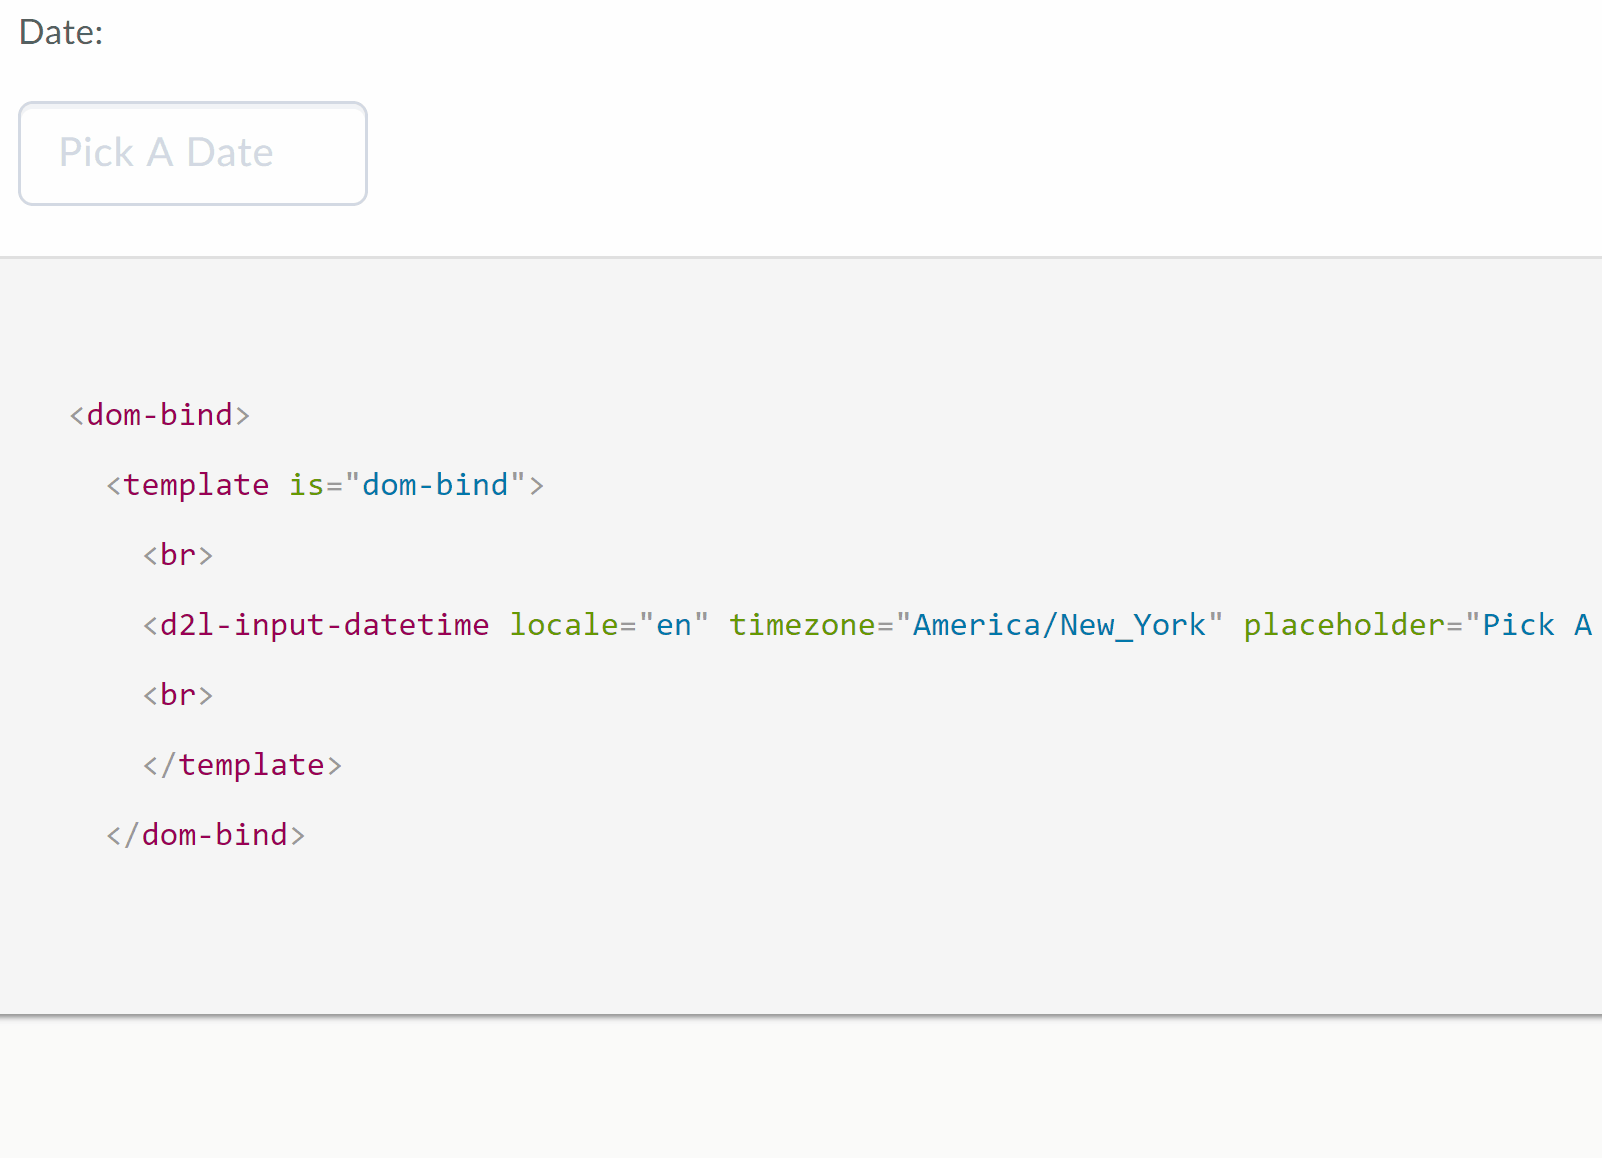 Date:
Pick A Date
<dom-bind>
<template is="dom-bind">
<br>
<d2l-input-datetime locale="en" timezone="America/New_York" placeholder="Pick A
<br>
</template>
</dom-bind>